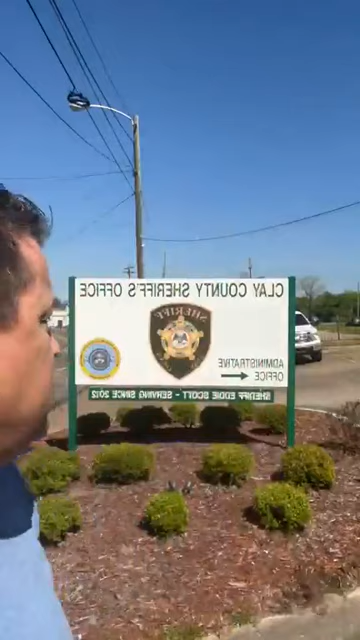 CLAY COUNTY SHERIFF'S OFFICE
SHERIFF
ADMINISTRATIVE
OFFICE
SHERIFF EDDIE SCOTT - SERVING SINCE 2012